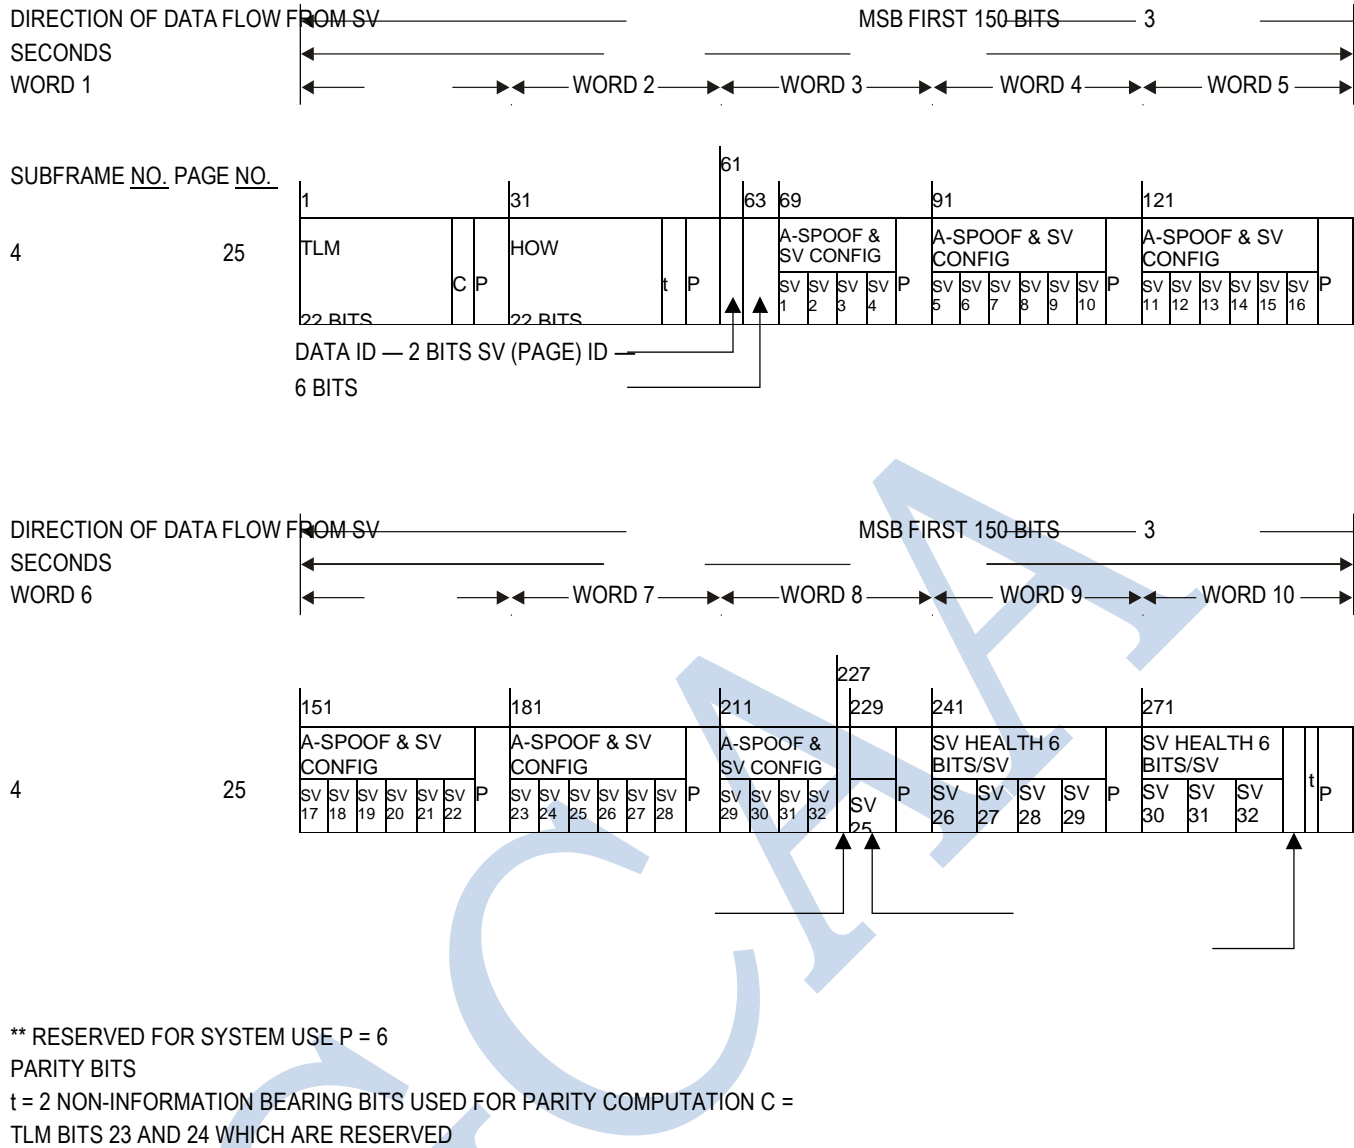 DIRECTION OF DATA FLOW FROM SV MSB FIRST 150 BITS 3
SECONDS
WORD 1 WORD 2 WORD 3 WORD 4 WORD 5
61
SUBFRAME NO. PAGE NO.
1 31 63 69 91 121
4 25
TLM
22 BITS
C P
HOW
22 BITS
t P
A-SPOOF &
SV CONFIG
SV 1 SV 2 SV 3 SV 4 P
A-SPOOF & SV
CONFIG
SV 5 SV 6 SV 7 SV 8 SV 9 SV 10 P
A-SPOOF & SV
CONFIG
SV 11 SV 12 SV 13 SV 14 SV 15 SV 16 P
DATA ID — 2 BITS SV (PAGE) ID —
6 BITS
DIRECTION OF DATA FLOW FROM SV MSB FIRST 150 BITS 3
SECONDS
WORD 6 WORD 7 WORD 8 WORD 9 WORD 10
227
151 181 211 229 241 271
4 25
A-SPOOF & SV
CONFIG
SV 17 SV 18 SV 19 SV 20 SV 21 SV 22 P
A-SPOOF & SV
CONFIG
SV 23 SV 24 SV 25 SV 26 SV 27 SV 28 P
A-SPOOF &
SV CONFIG
SV 29 SV 30 SV 31 SV 32
SV 25 P
SV HEALTH 6
BITS/SV
SV 26 SV 27 SV 28 SV 29 P
SV HEALTH 6
BITS/SV
SV 30 SV 31 SV 32 t P
** RESERVED FOR SYSTEM USE P = 6
PARITY BITS
t = 2 NON-INFORMATION BEARING BITS USED FOR PARITY COMPUTATION C =
TLM BITS 23 AND 24 WHICH ARE RESERVED